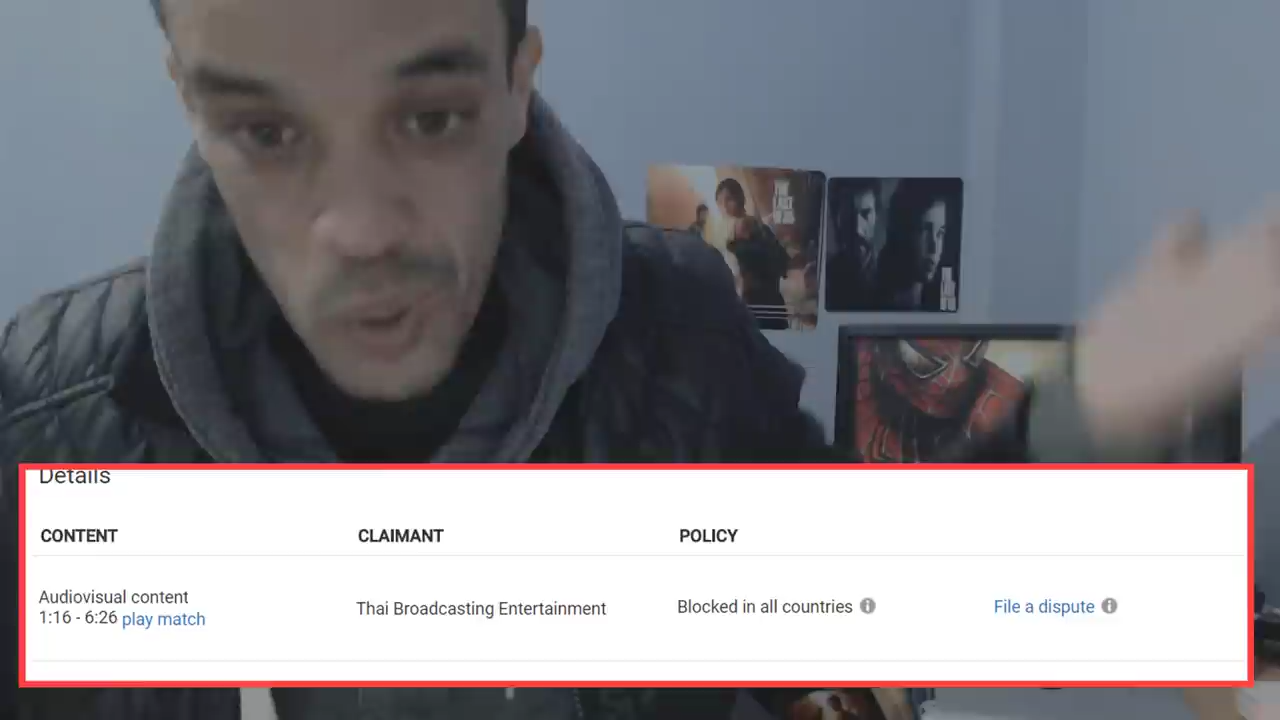 Details
CONTENT CLAIMANT POLICY
Audiovisual content
1:16 - 6:26 play match
Thai Broadcasting Entertainment
Blocked in all countries
File a dispute